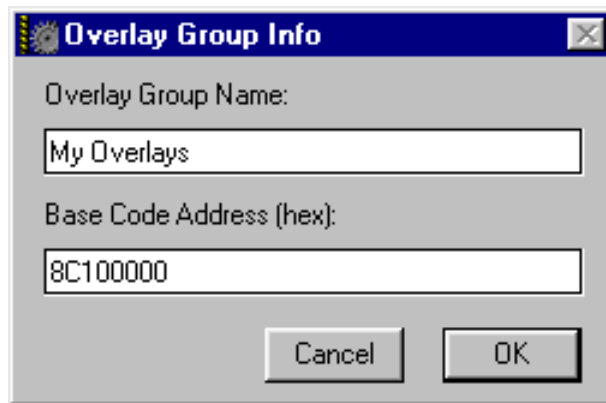 Overlay Group Info
Overlay Group Name:
My Overlays
Base Code Address (hex):
8C100000
Cancel OK